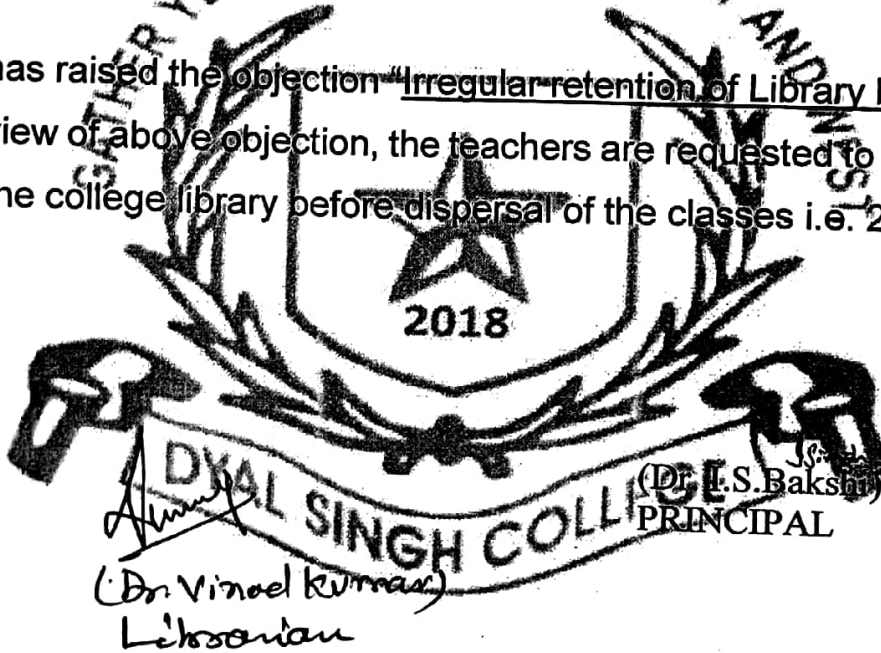 has raised the objection "Irregular retention of Library
view of above objection, the teachers are requested to
the college library before dispersal of the classes i.e. 2
2018
DYAL SINGH COLLEGE
(Dr. I.S.Bakshi)
PRINCIPAL
(Dr. Vinod Kumar)
Librarian